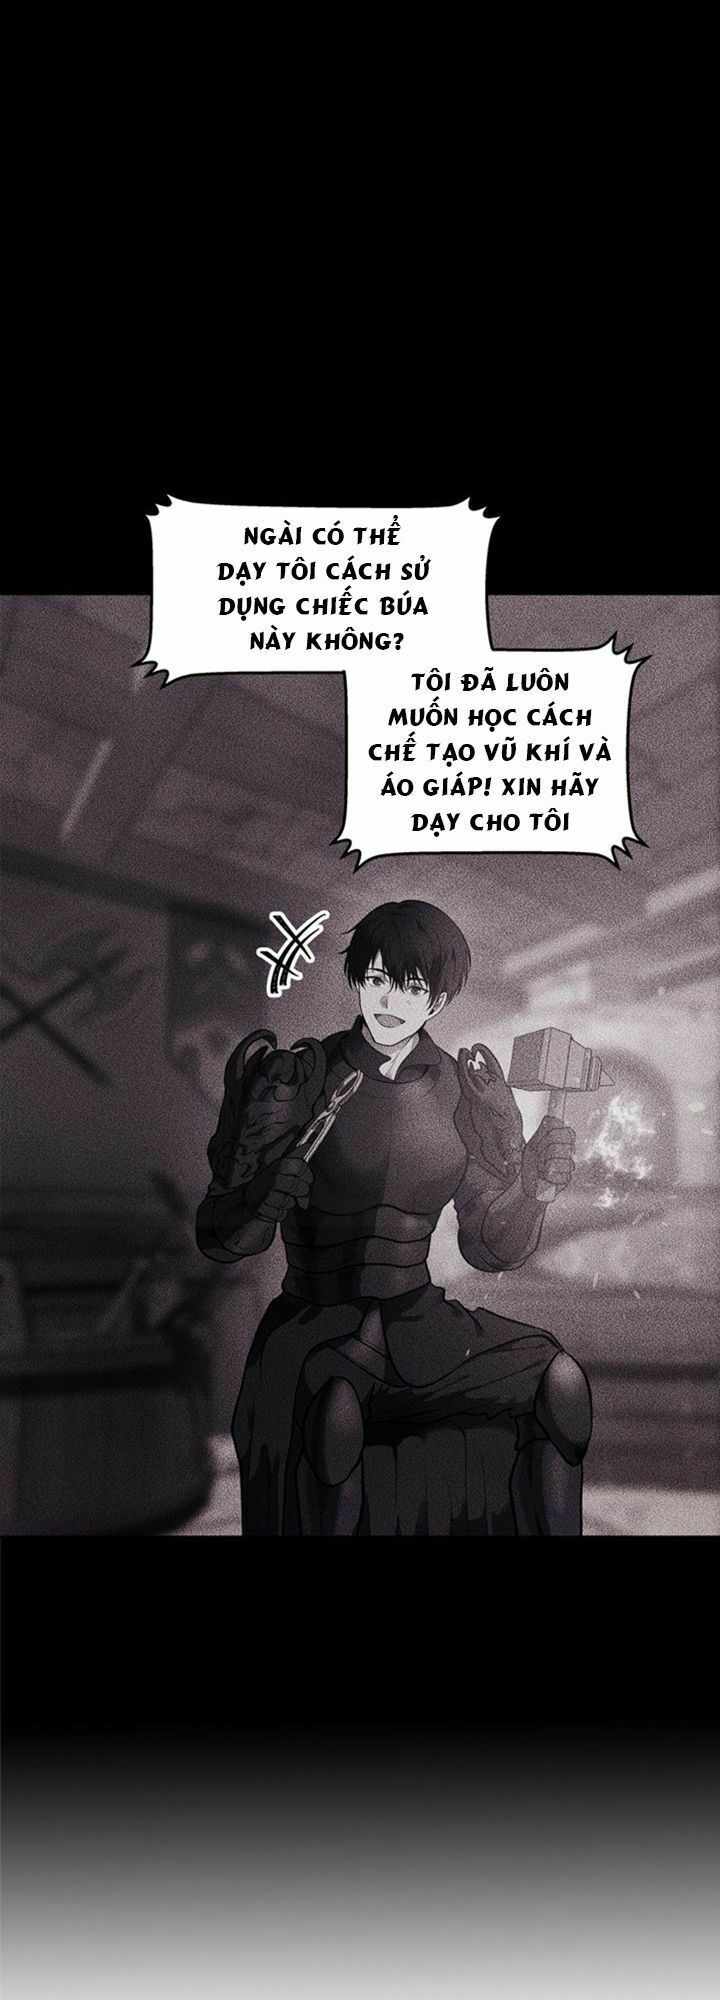 NGÀI CÓ THỂ
DẠY TÔI CÁCH SỬ
DỤNG CHIẾC BÚA
NÀY KHÔNG?
TÔI ĐÃ LUÔN
MUỐN HỌC CÁCH
CHẾ TẠO VŨ KHÍ VÀ
ÁO GIÁP! XIN HÃY
DẠY CHO TÔI